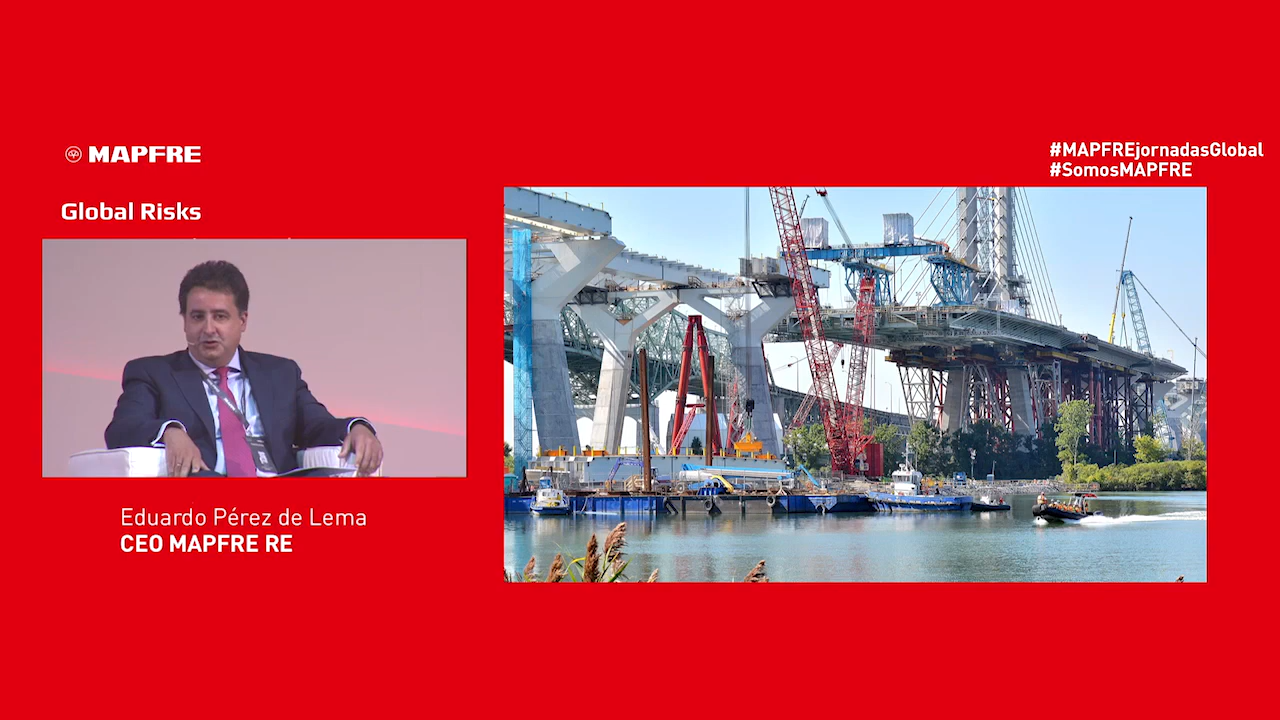 MAPFRE
Global Risks
#MAPFREjornadasGlobal
#SomosMAPFRE
Eduardo Pérez de Lema
CEO MAPFRE RE